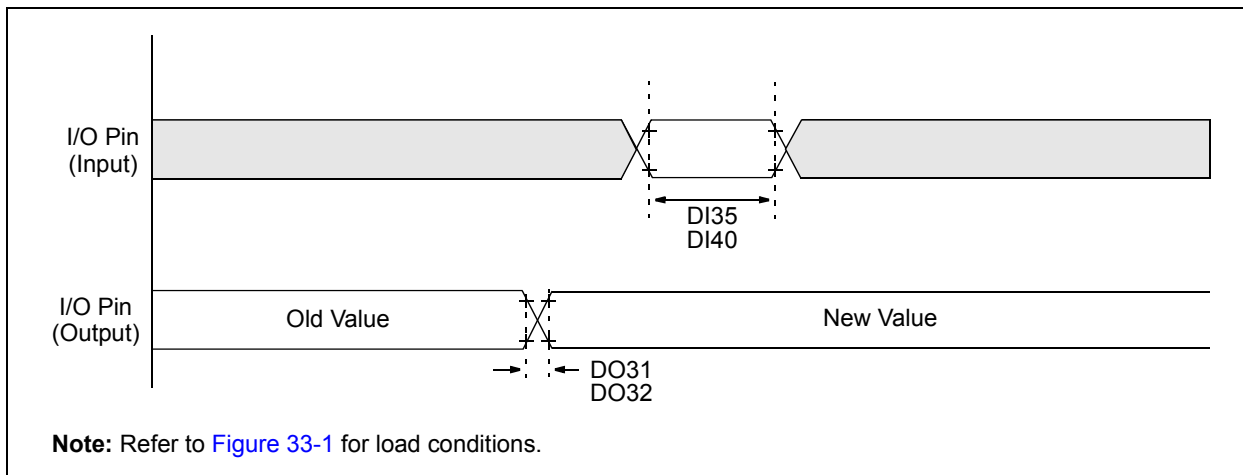 I/O Pin
(Input)
DI35
DI40
I/O Pin
(Output)
Old Value
New Value
DO31
DO32
Note: Refer to Figure 33-1 for load conditions.